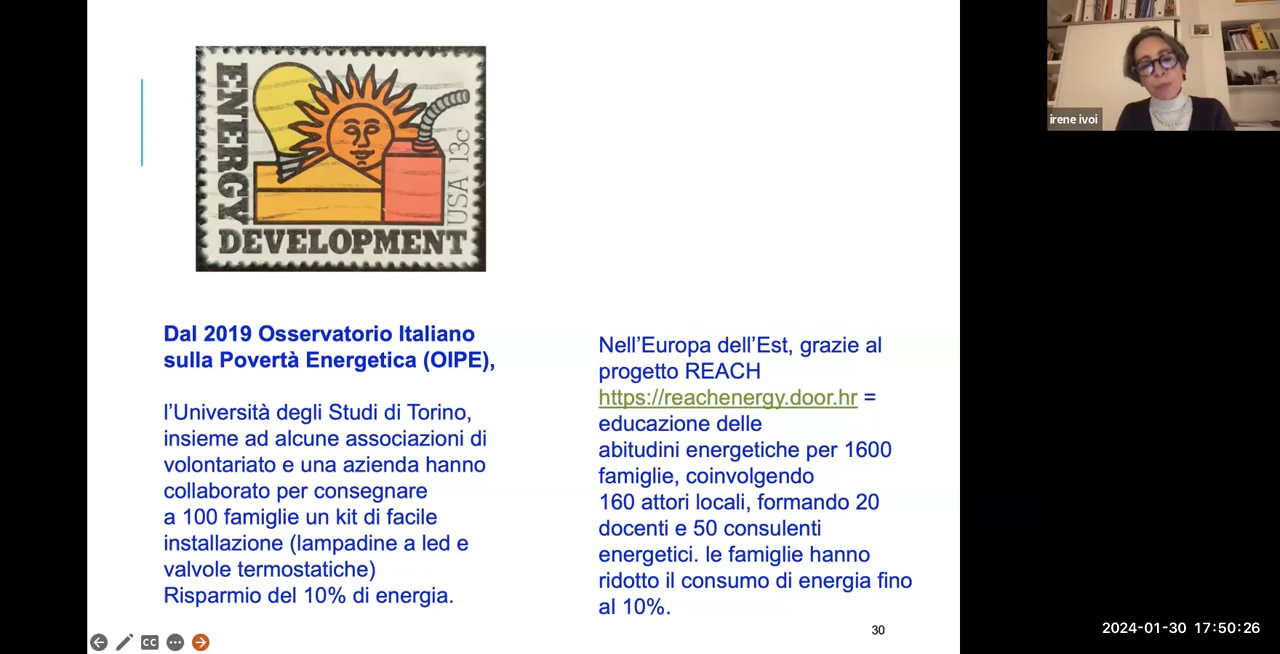 ENERGY
DEVELOPMENT
USA 13c
Dal 2019 Osservatorio Italiano
sulla Povertà Energetica (OIPE),
l’Università degli Studi di Torino,
insieme ad alcune associazioni di
volontariato e una azienda hanno
collaborato per consegnare
a 100 famiglie un kit di facile
installazione (lampadine a led e
valvole termostatiche)
Risparmio del 10% di energia.
Nell’Europa dell’Est, grazie al
progetto REACH
https://reachenergy.door.hr =
educazione delle
abitudini energetiche per 1600
famiglie, coinvolgendo
160 attori locali, formando 20
docenti e 50 consulenti
energetici. le famiglie hanno
ridotto il consumo di energia fino
al 10%.
30
CC
irene ivoi
2024-01-30 17:50:26